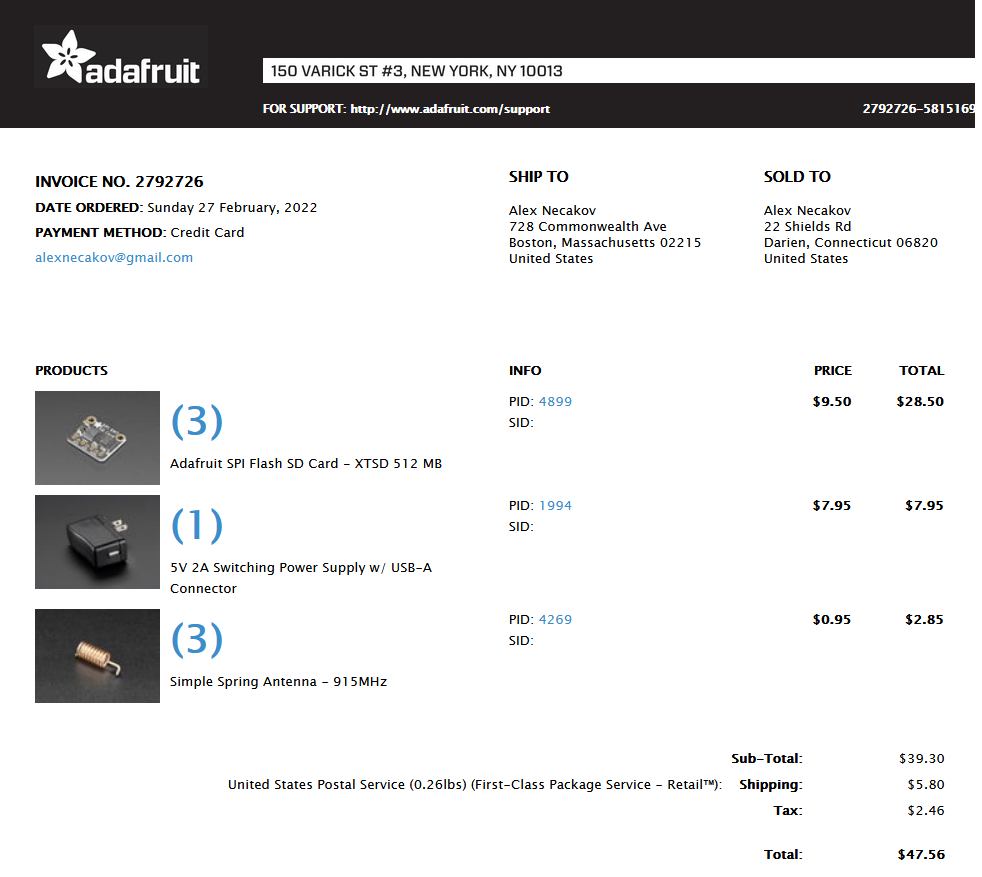 adafruit
150 VARICK ST #3, NEW YORK, NY 10013
FOR SUPPORT: http://www.adafruit.com/support
2792726-5815169
INVOICE NO. 2792726
DATE ORDERED: Sunday 27 February, 2022
PAYMENT METHOD: Credit Card
alexnecakov@gmail.com
SHIP TO
Alex Necakov
728 Commonwealth Ave
Boston, Massachusetts 02215
United States
SOLD TO
Alex Necakov
22 Shields Rd
Darien, Connecticut 06820
United States
PRODUCTS INFO PRICE TOTAL
(3)
Adafruit SPI Flash SD Card - XTSD 512 MB
PID: 4899 $9.50 $28.50
SID:
(1)
5V 2A Switching Power Supply w/ USB-A
Connector
PID: 1994 $7.95 $7.95
SID:
(3)
Simple Spring Antenna - 915MHz
PID: 4269 $0.95 $2.85
SID:
Sub-Total: $39.30
United States Postal Service (0.26lbs) (First-Class Package Service - Retail™): Shipping: $5.80
Tax: $2.46
Total: $47.56